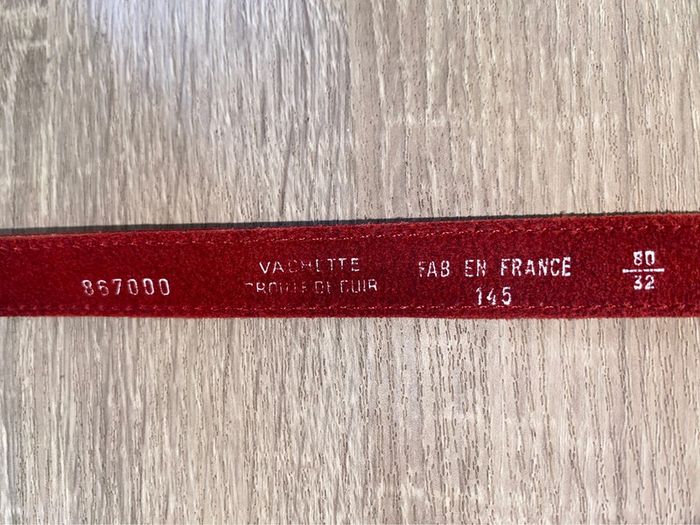 867000
VACHETTE
CROUTE DE CUIR
FAB EN FRANCE
145
80
32